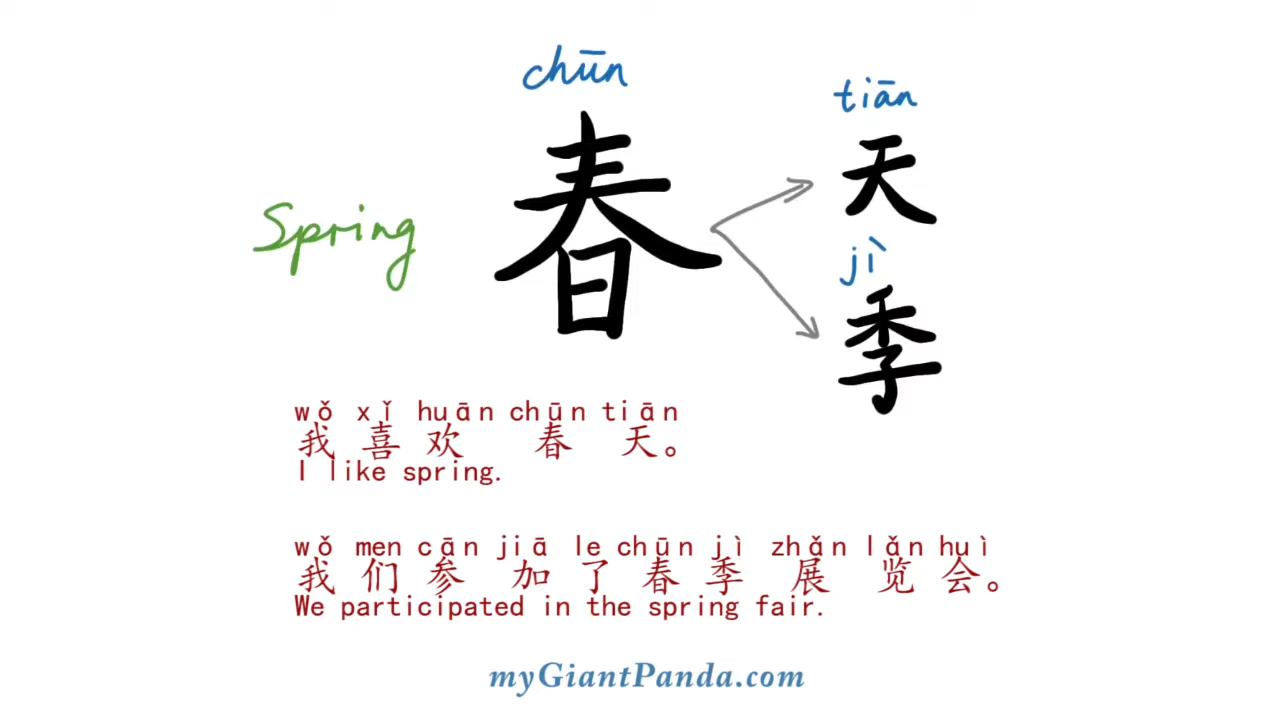 chūn
春
Spring
tiān
天
jì
季
wǒ xǐ huān chūn tiān
我喜欢春天。
I like spring.
wǒ men cān jiā le chūn jì zhǎn lǎn huì
我们参加了春季展览会。
We participated in the spring fair.
myGiantPanda.com